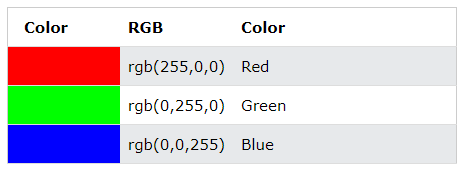 Color RGB Color
rgb(255,0,0) Red
rgb(0,255,0) Green
rgb(0,0,255) Blue